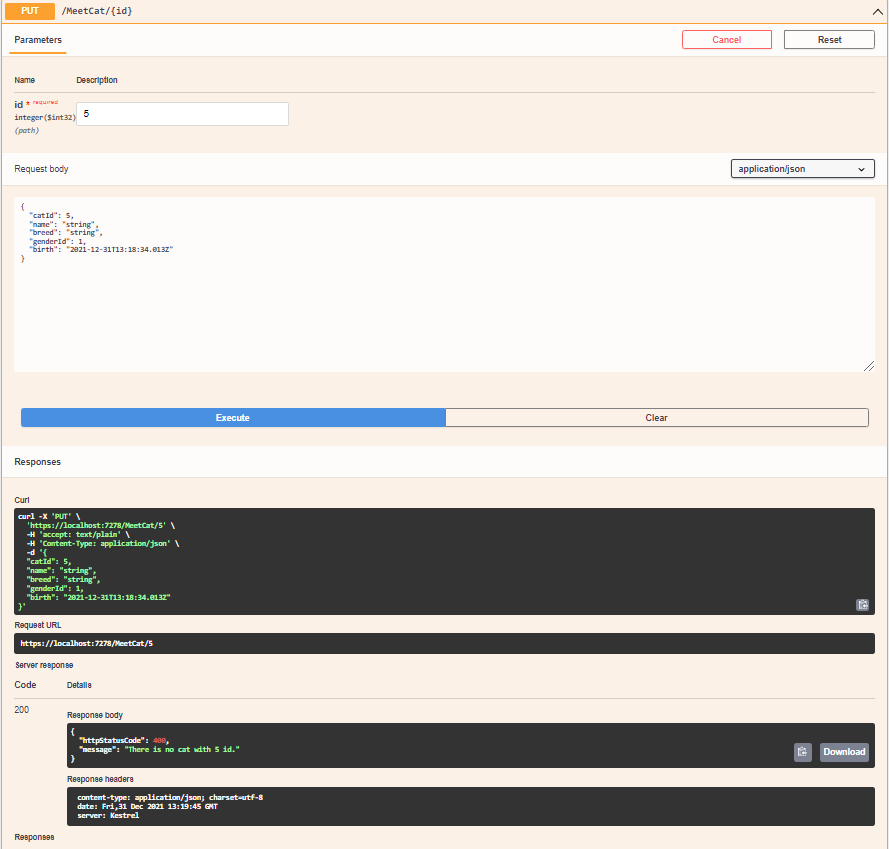 PUT /MeetCat/{id}
Parameters
Cancel
Reset
Name Description
id * required
integer($int32)
(path)
5
Request body
application/json
{
  "catId": 5,
  "name": "string",
  "breed": "string",
  "genderId": 1,
  "birth": "2021-12-31T13:18:34.013Z"
}
Execute
Clear
Responses
Curl
curl -X 'PUT' \
  'https://localhost:7278/MeetCat/5' \
  -H 'accept: text/plain' \
  -H 'Content-Type: application/json' \
  -d '{
  "catId": 5,
  "name": "string",
  "breed": "string",
  "genderId": 1,
  "birth": "2021-12-31T13:18:34.013Z"
}'
Request URL
https://localhost:7278/MeetCat/5
Server response
Code Details
200
Response body
{
  "httpStatusCode": 400,
  "message": "There is no cat with 5 id."
}
Download
Response headers
content-type: application/json; charset=utf-8
date: Fri,31 Dec 2021 13:19:45 GMT
server: Kestrel
Responses